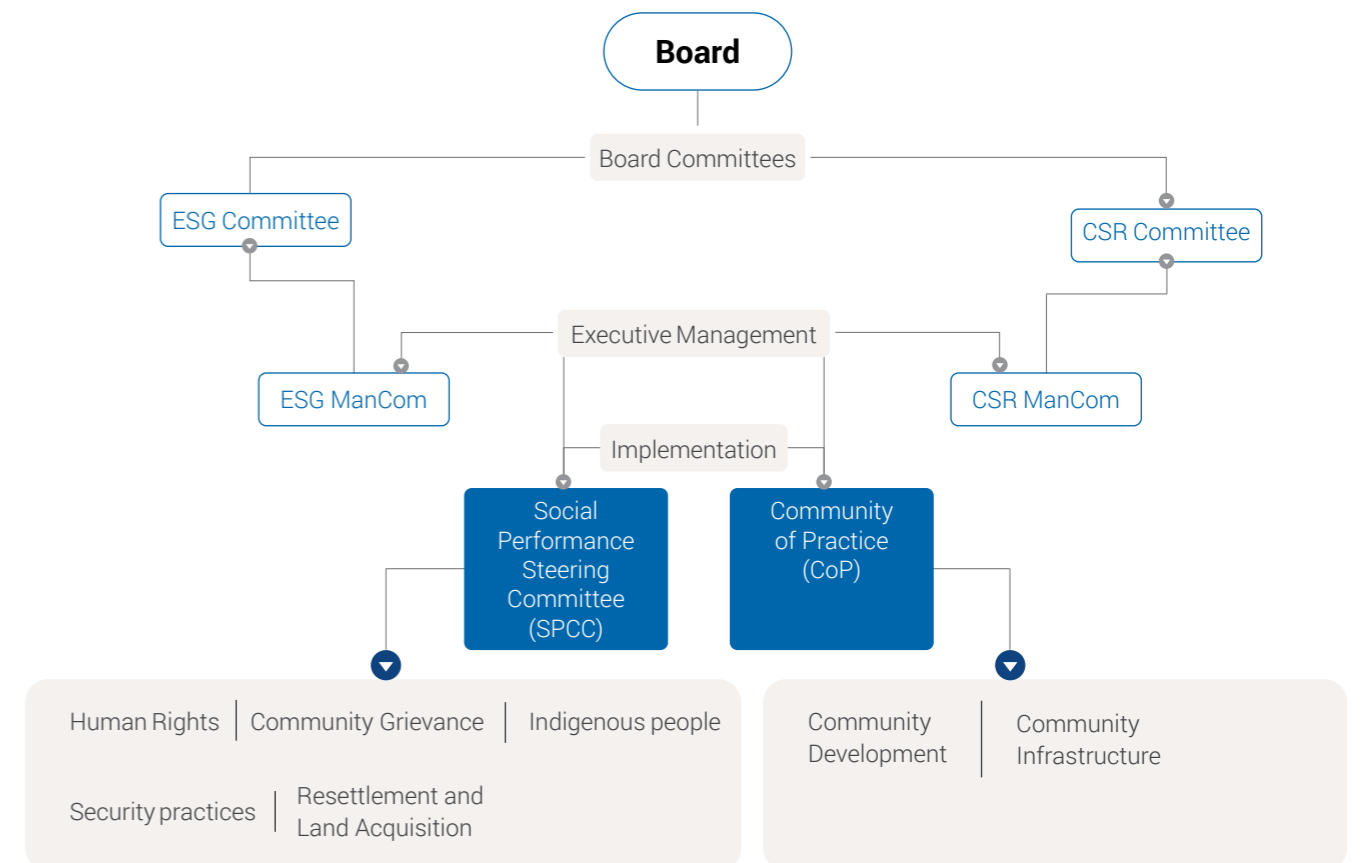 Board
Board Committees
ESG Committee
CSR Committee
Executive Management
ESG ManCom
CSR ManCom
Implementation
Social
Performance
Steering
Committee
(SPCC)
Community
of Practice
(CoP)
Human Rights
Community Grievance
Indigenous people
Security practices
Resettlement and
Land Acquisition
Community
Development
Community
Infrastructure